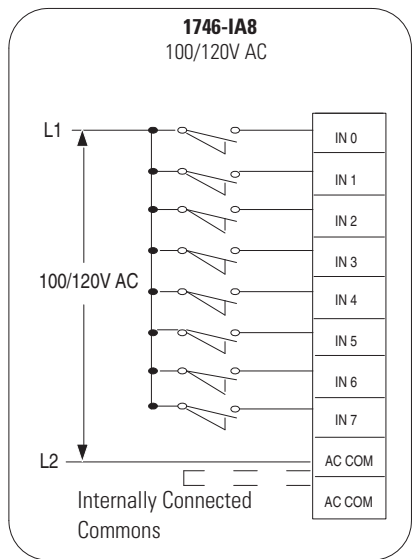 1746-IA8
100/120V AC
L1
IN 0
IN 1
IN 2
IN 3
100/120V AC
IN 4
IN 5
IN 6
IN 7
L2
AC COM
AC COM
Internally Connected
Commons